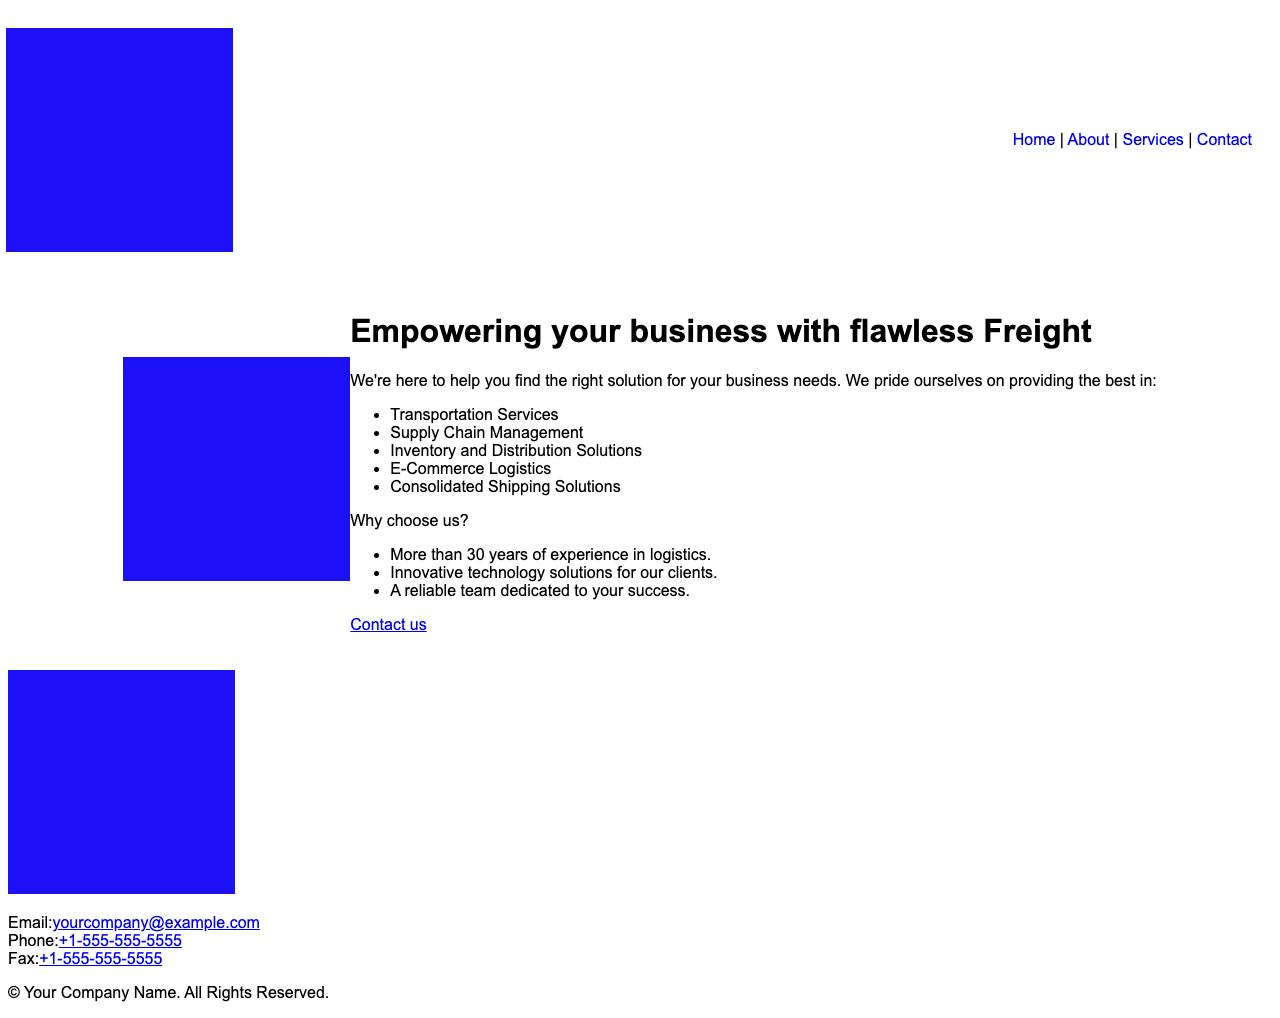 Home | About | Services | Contact
Empowering your business with flawless Freight
We're here to help you find the right solution for your business needs. We pride ourselves on providing the best in:
• Transportation Services
• Supply Chain Management
• Inventory and Distribution Solutions
• E-Commerce Logistics
• Consolidated Shipping Solutions
Why choose us?
• More than 30 years of experience in logistics.
• Innovative technology solutions for our clients.
• A reliable team dedicated to your success.
Contact us
Email:yourcompany@example.com
Phone:+1-555-555-5555
Fax:+1-555-555-5555
© Your Company Name. All Rights Reserved.